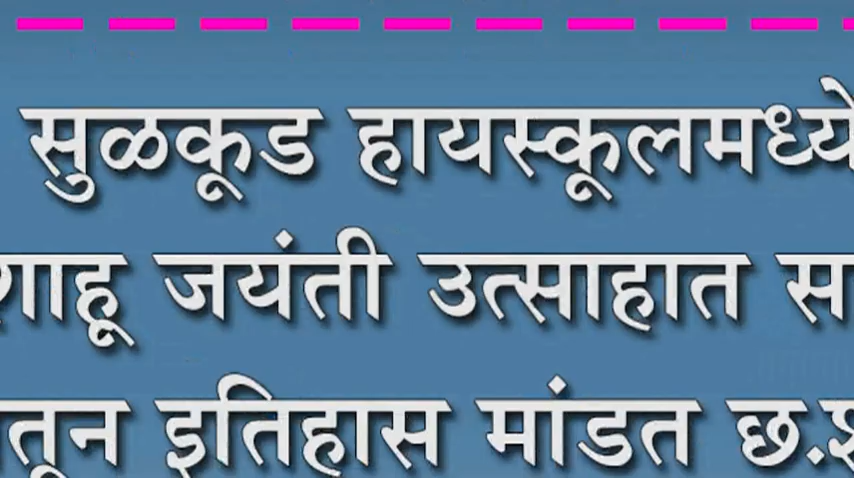 सुळकूड हायस्कूलमध्ये
शाहू जयंती उत्साहात
इतिहास मांडत